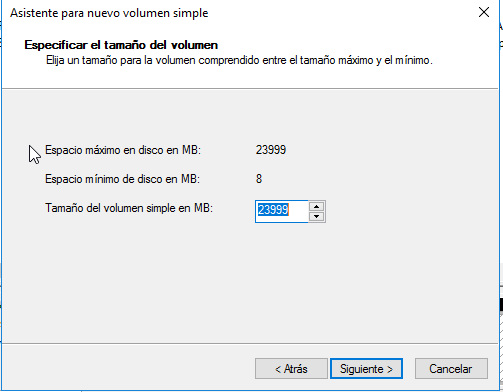 Asistente para nuevo volumen simple
Especificar el tamaño del volumen
Elija un tamaño para la volumen comprendido entre el tamaño máximo y el mínimo.
Espacio máximo en disco en MB: 23999
Espacio mínimo de disco en MB: 8
Tamaño del volumen simple en MB: 23999
< Atrás Siguiente > Cancelar